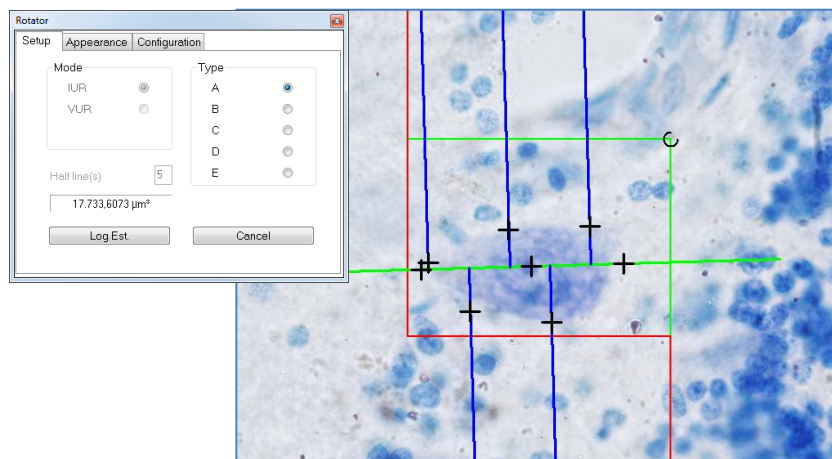 Rotator
Setup Appearance Configuration
Mode Type
IUR A
VUR B
C
D
Half line(s) 5 E
17.733,6073 µm³
Log Est. Cancel